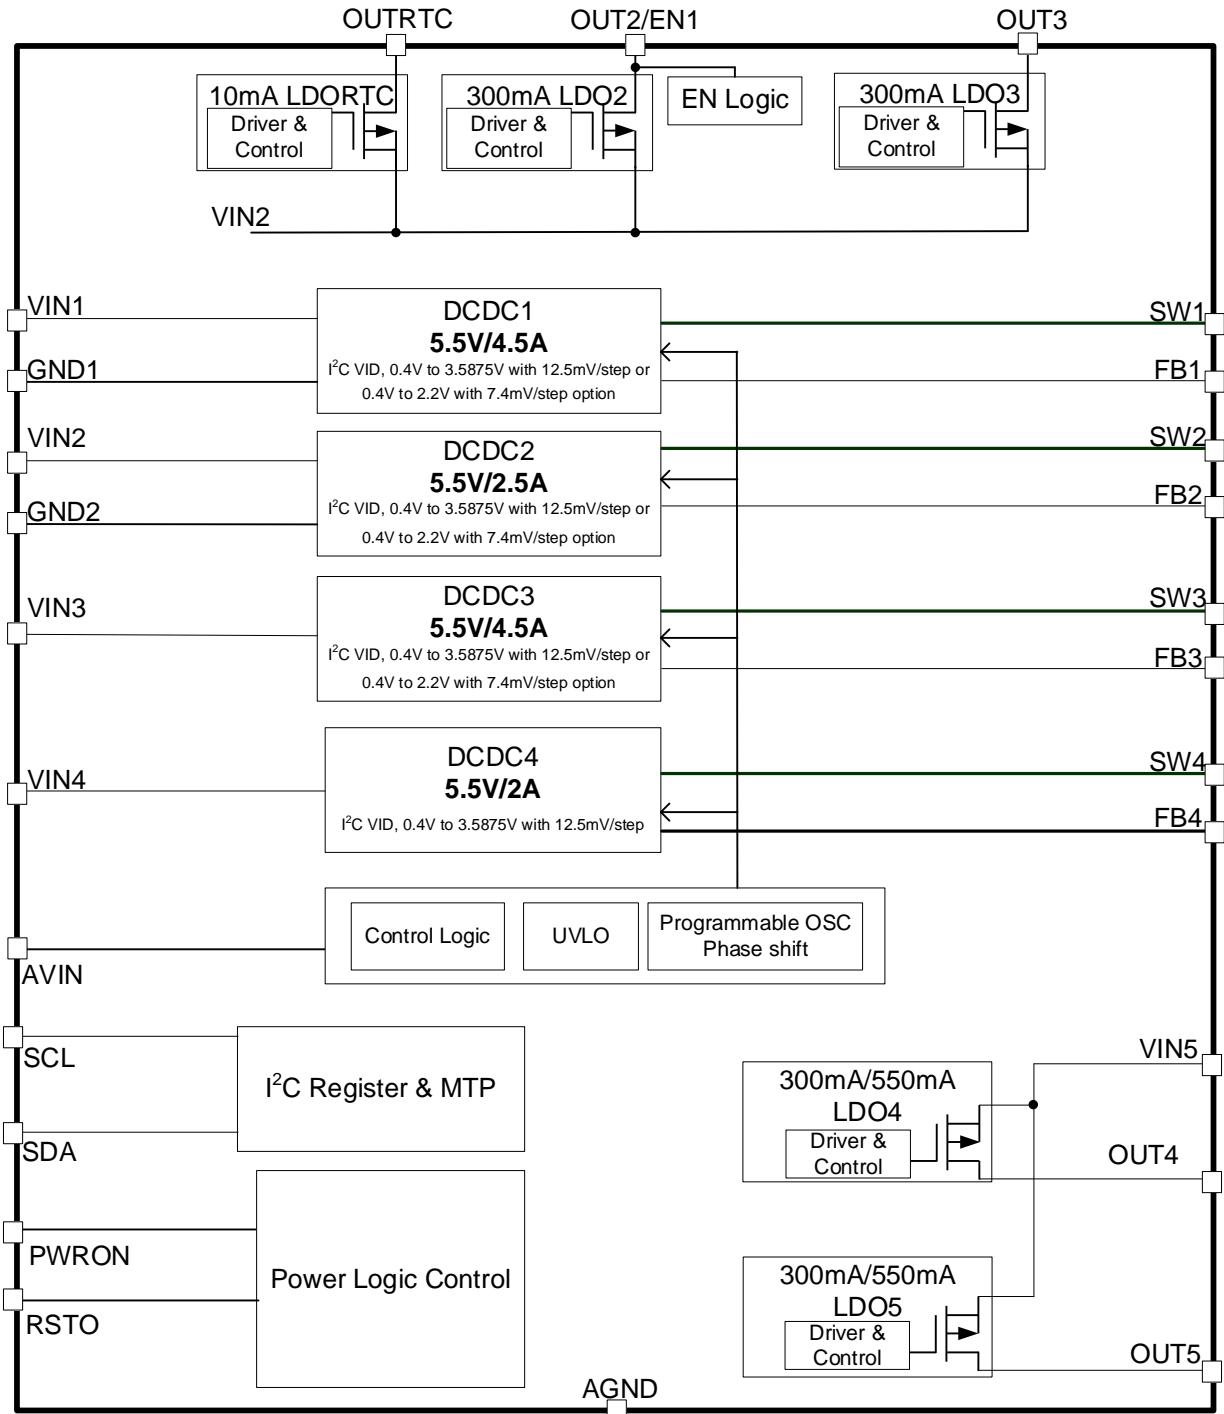 OUTRTC
OUT2/EN1
OUT3
10mA LDORTC
Driver &
Control
300mA LDO2
Driver &
Control
EN Logic
300mA LDO3
Driver &
Control
VIN2
VIN1
GND1
DCDC1
5.5V/4.5A
I²C VID, 0.4V to 3.5875V with 12.5mV/step or
0.4V to 2.2V with 7.4mV/step option
SW1
FB1
VIN2
GND2
DCDC2
5.5V/2.5A
I²C VID, 0.4V to 3.5875V with 12.5mV/step or
0.4V to 2.2V with 7.4mV/step option
SW2
FB2
VIN3
DCDC3
5.5V/4.5A
I²C VID, 0.4V to 3.5875V with 12.5mV/step or
0.4V to 2.2V with 7.4mV/step option
SW3
FB3
VIN4
DCDC4
5.5V/2A
I²C VID, 0.4V to 3.5875V with 12.5mV/step
SW4
FB4
AVIN
Control Logic
UVLO
Programmable OSC
Phase shift
SCL
SDA
I²C Register & MTP
PWRON
RSTO
Power Logic Control
VIN5
300mA/550mA
LDO4
Driver &
Control
OUT4
300mA/550mA
LDO5
Driver &
Control
OUT5
AGND